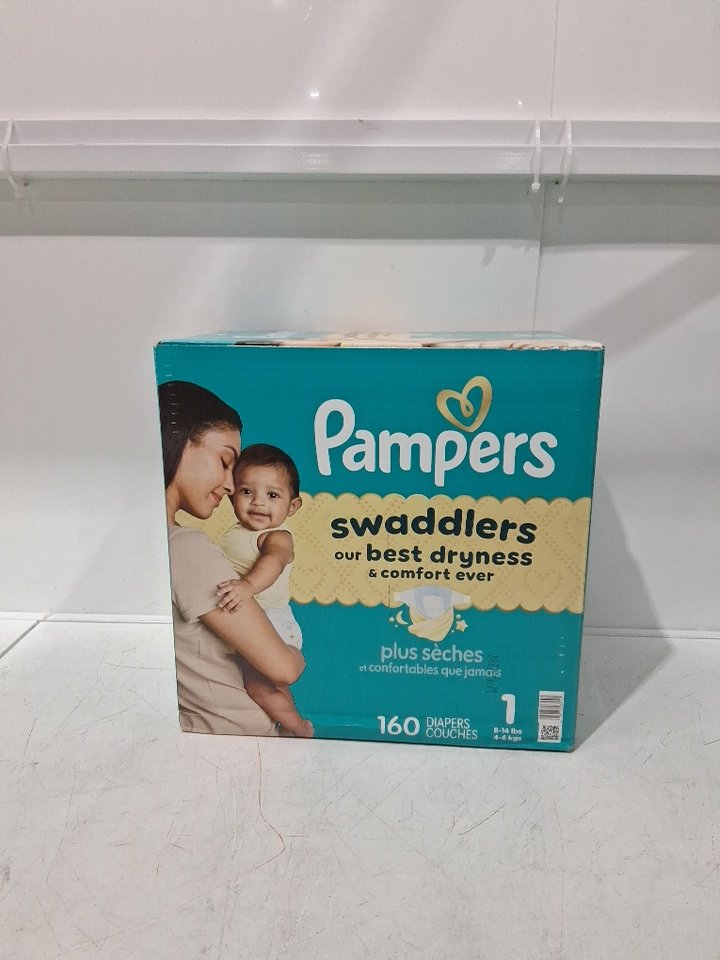 Pampers
swaddlers
our best dryness
& comfort ever
plus sèches
et confortables que jamais
160 DIAPERS
COUCHES
1
8-14 lbs
4-6 kgs